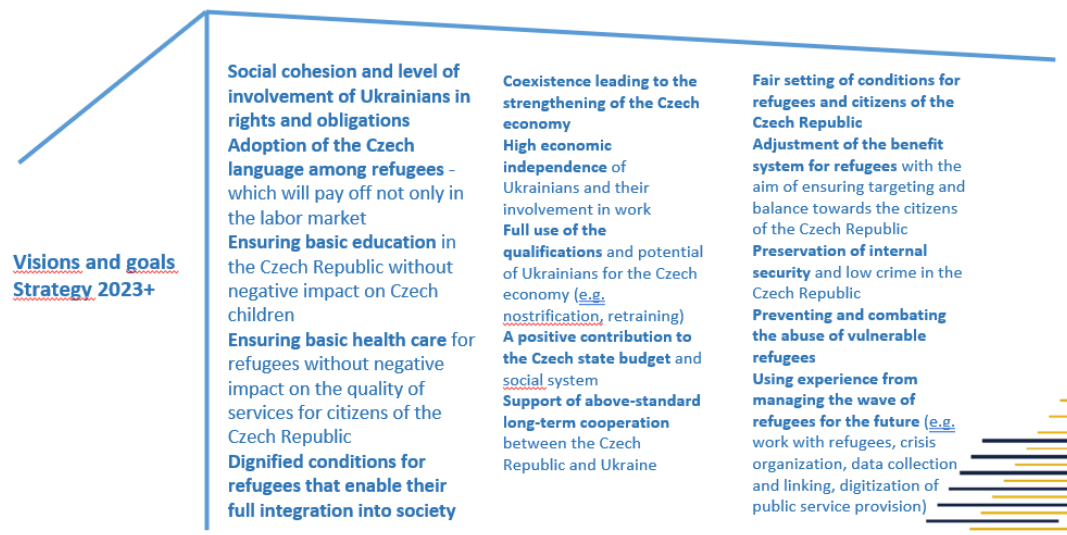 Visions and goals
Strategy 2023+
Social cohesion and level of
involvement of Ukrainians in
rights and obligations
Adoption of the Czech
language among refugees -
which will pay off not only in
the labor market
Ensuring basic education in
the Czech Republic without
negative impact on Czech
children
Ensuring basic health care for
refugees without negative
impact on the quality of
services for citizens of the
Czech Republic
Dignified conditions for
refugees that enable their
full integration into society
Coexistence leading to the
strengthening of the Czech
economy
High economic
independence of
Ukrainians and their
involvement in work
Full use of the
qualifications and potential
of Ukrainians for the Czech
economy (e.g.
nostrification, retraining)
A positive contribution to
the Czech state budget and
social system
Support of above-standard
long-term cooperation
between the Czech
Republic and Ukraine
Fair setting of conditions for
refugees and citizens of the
Czech Republic
Adjustment of the benefit
system for refugees with the
aim of ensuring targeting and
balance towards the citizens
of the Czech Republic
Preservation of internal
security and low crime in the
Czech Republic
Preventing and combating
the abuse of vulnerable
refugees
Using experience from
managing the wave of
refugees for the future (e.g.
work with refugees, crisis
organization, data collection
and linking, digitization of
public service provision)